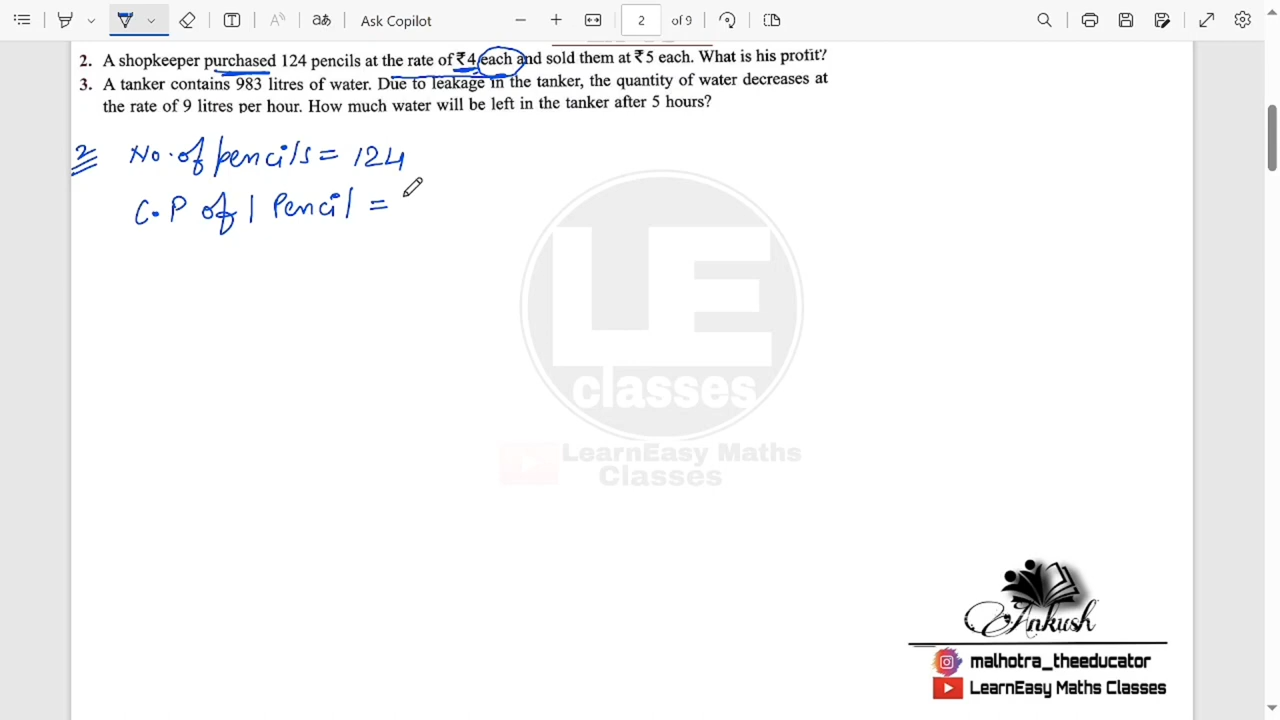 Ask Copilot
2
of 9
2. A shopkeeper purchased 124 pencils at the rate of ₹4 each and sold them at ₹5 each. What is his profit?
3. A tanker contains 983 litres of water. Due to leakage in the tanker, the quantity of water decreases at
the rate of 9 litres per hour. How much water will be left in the tanker after 5 hours?
2 No. of pencils = 124
C.P of 1 Pencil =
LE
classes
LearnEasy Maths
Classes
Ankush
malhotra_theeducator
LearnEasy Maths Classes